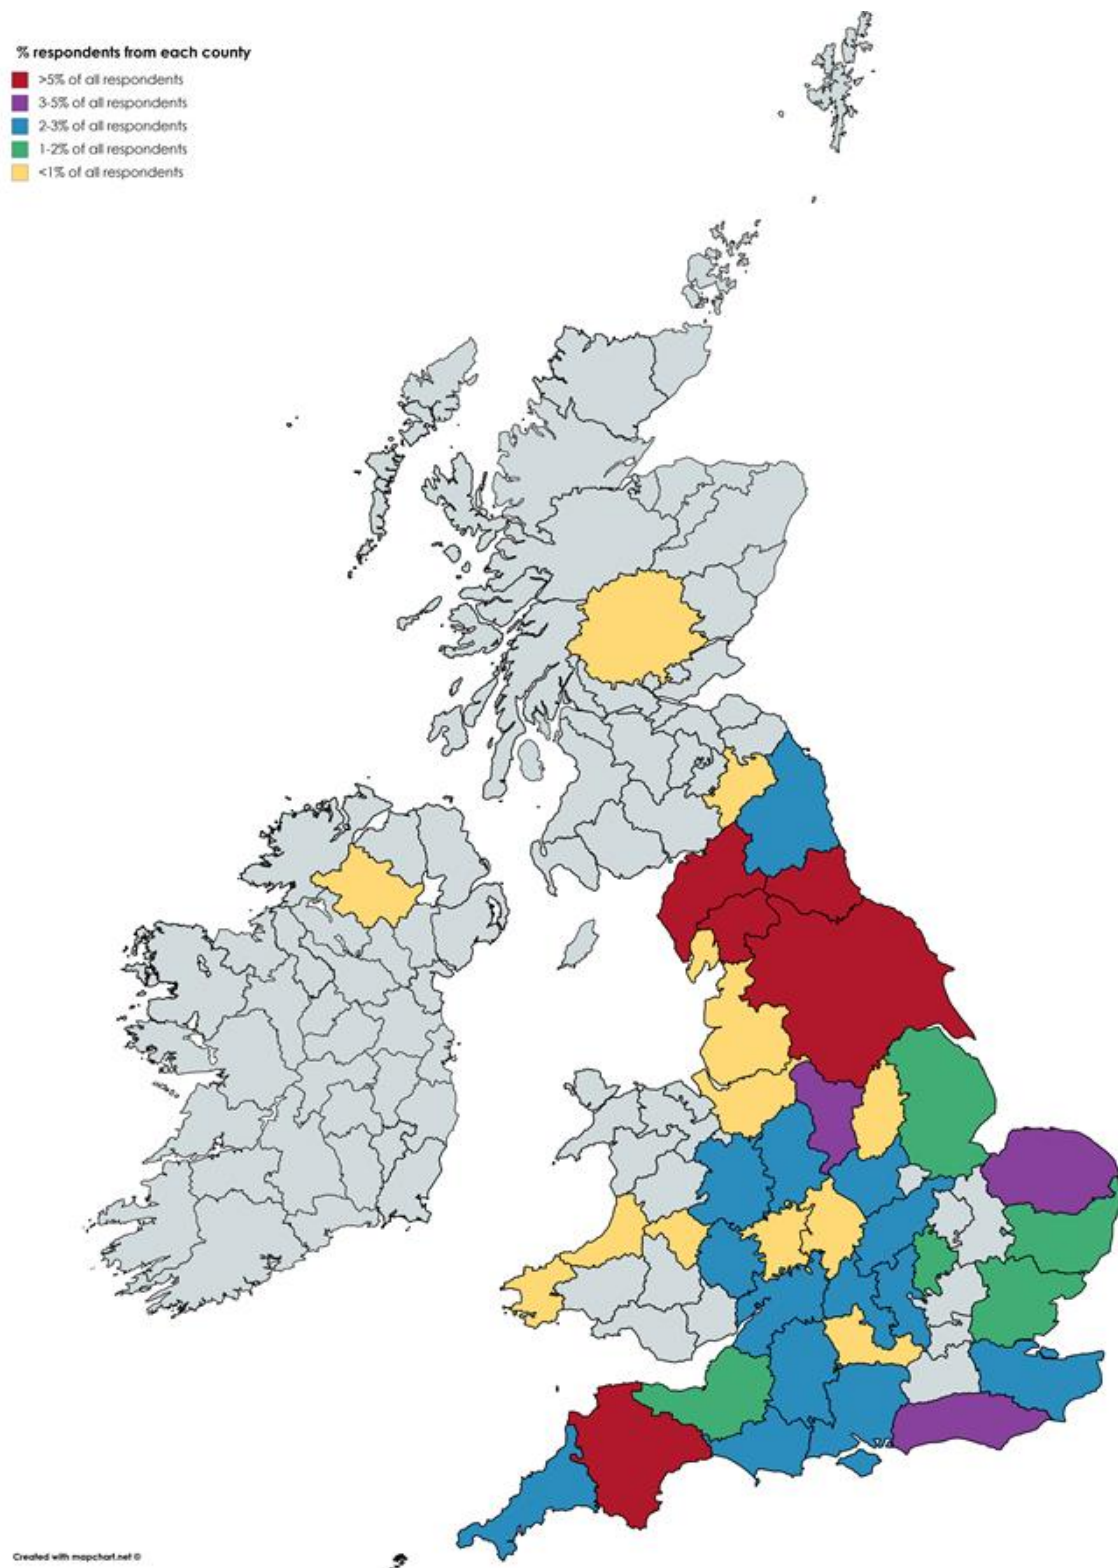 % respondents from each county
>5% of all respondents
3-5% of all respondents
2-3% of all respondents
1-2% of all respondents
<1% of all respondents
Created with mapchart.net ©